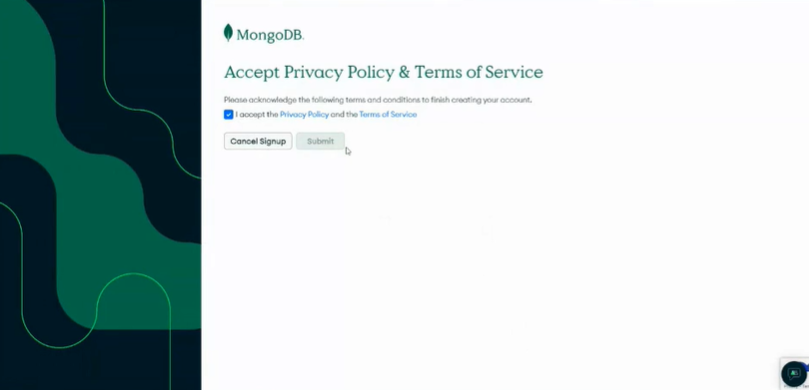 MongoDB.
Accept Privacy Policy & Terms of Service
Please acknowledge the following terms and conditions to finish creating your account.
I accept the Privacy Policy and the Terms of Service
Cancel Signup Submit